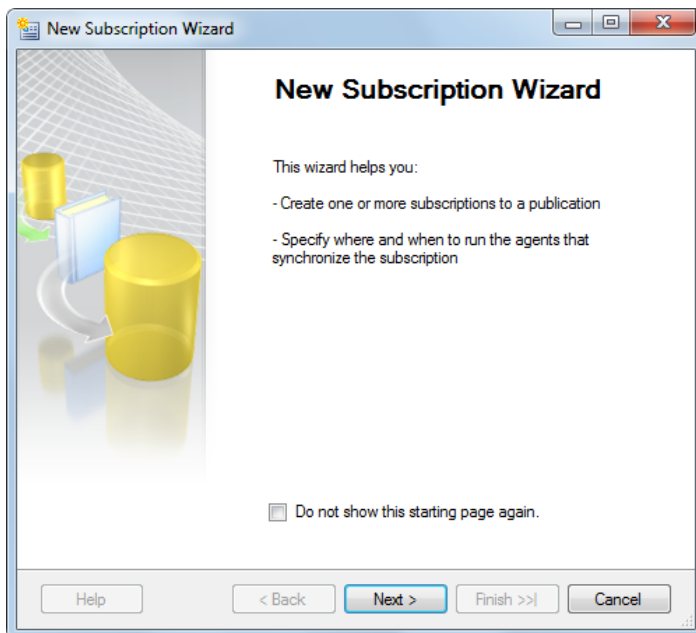 New Subscription Wizard
New Subscription Wizard
This wizard helps you:
- Create one or more subscriptions to a publication
- Specify where and when to run the agents that
synchronize the subscription
Do not show this starting page again.
Help
< Back
Next >
Finish >>|
Cancel